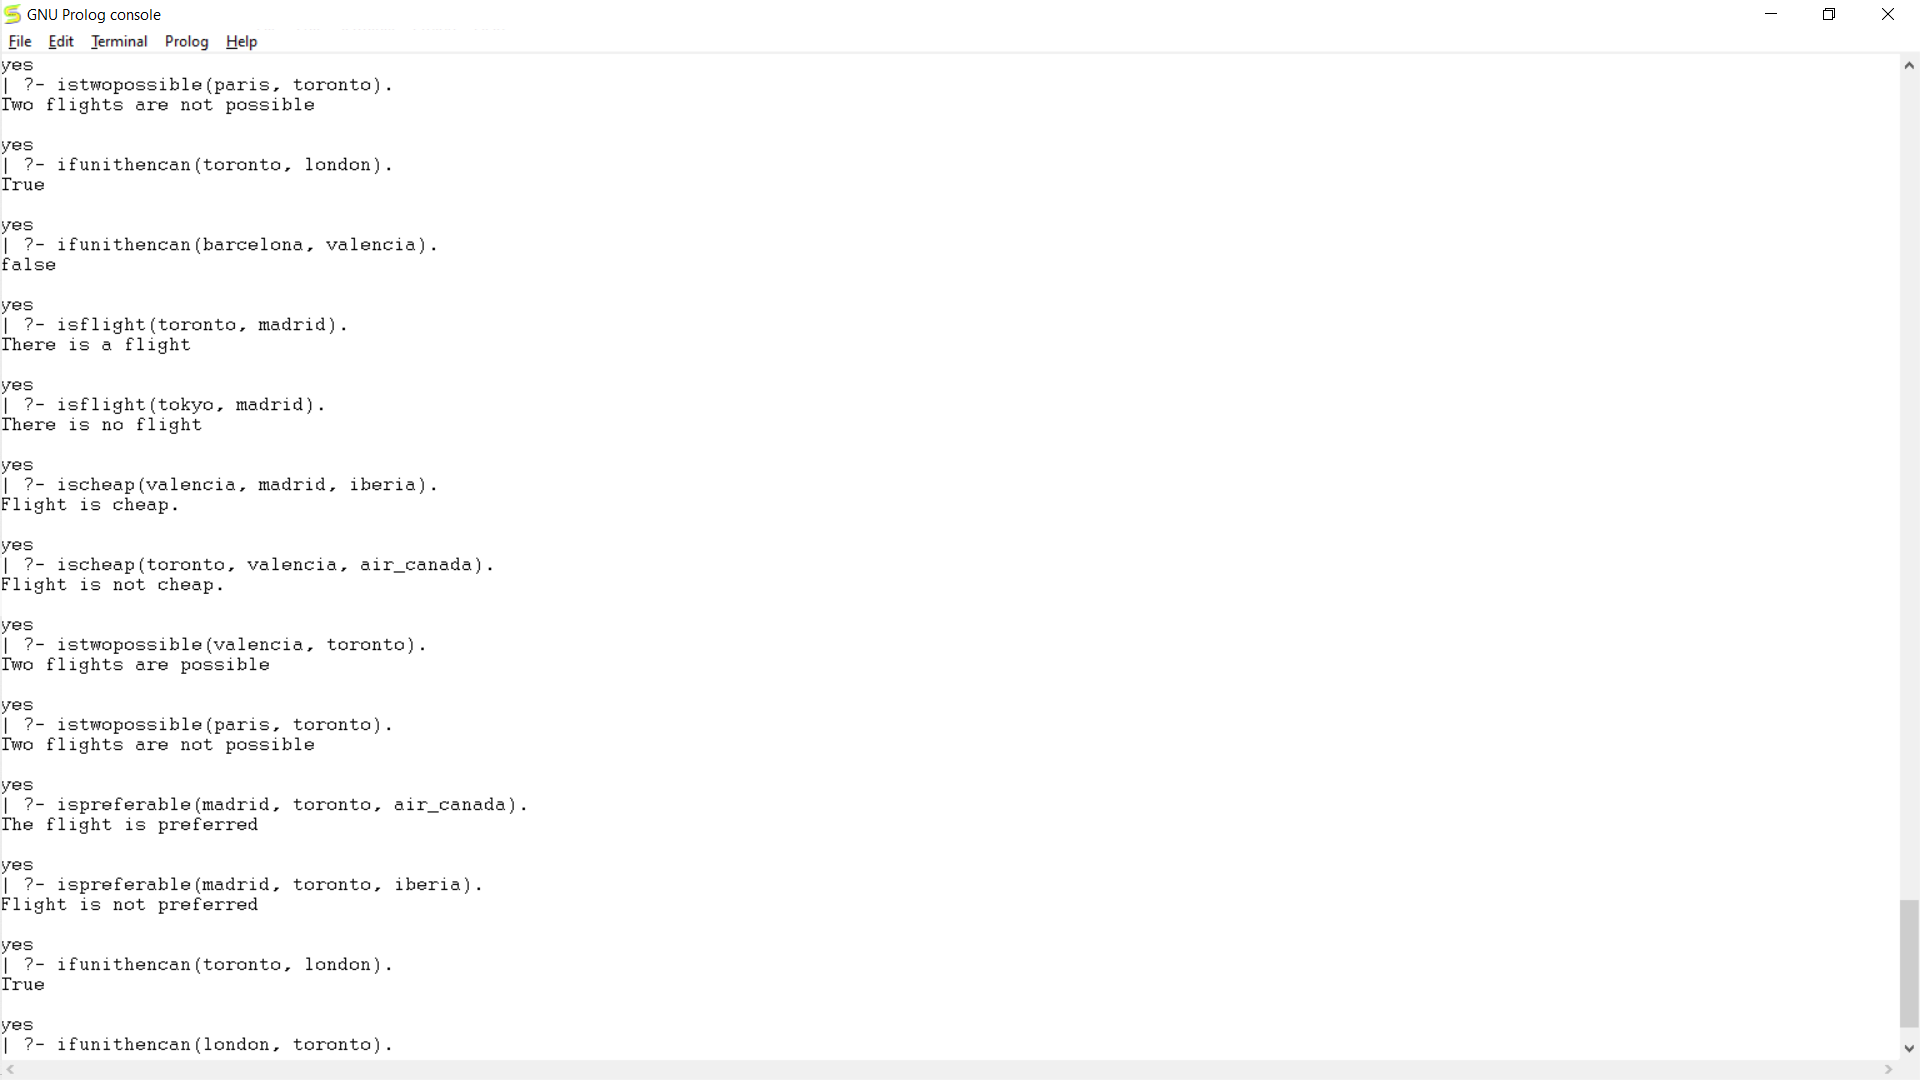 GNU Prolog console
File Edit Terminal Prolog Help
yes
| ?- istwopossible(paris, toronto).
Two flights are not possible
yes
| ?- ifunithencan(toronto, london).
True
yes
| ?- ifunithencan(barcelona, valencia).
false
yes
| ?- isflight(toronto, madrid).
There is a flight
yes
| ?- isflight(tokyo, madrid).
There is no flight
yes
| ?- ischeap(valencia, madrid, iberia).
Flight is cheap.
yes
| ?- ischeap(toronto, valencia, air_canada).
Flight is not cheap.
yes
| ?- istwopossible(valencia, toronto).
Two flights are possible
yes
| ?- istwopossible(paris, toronto).
Two flights are not possible
yes
| ?- ispreferable(madrid, toronto, air_canada).
The flight is preferred
yes
| ?- ispreferable(madrid, toronto, iberia).
Flight is not preferred
yes
| ?- ifunithencan(toronto, london).
True
yes
| ?- ifunithencan(london, toronto).